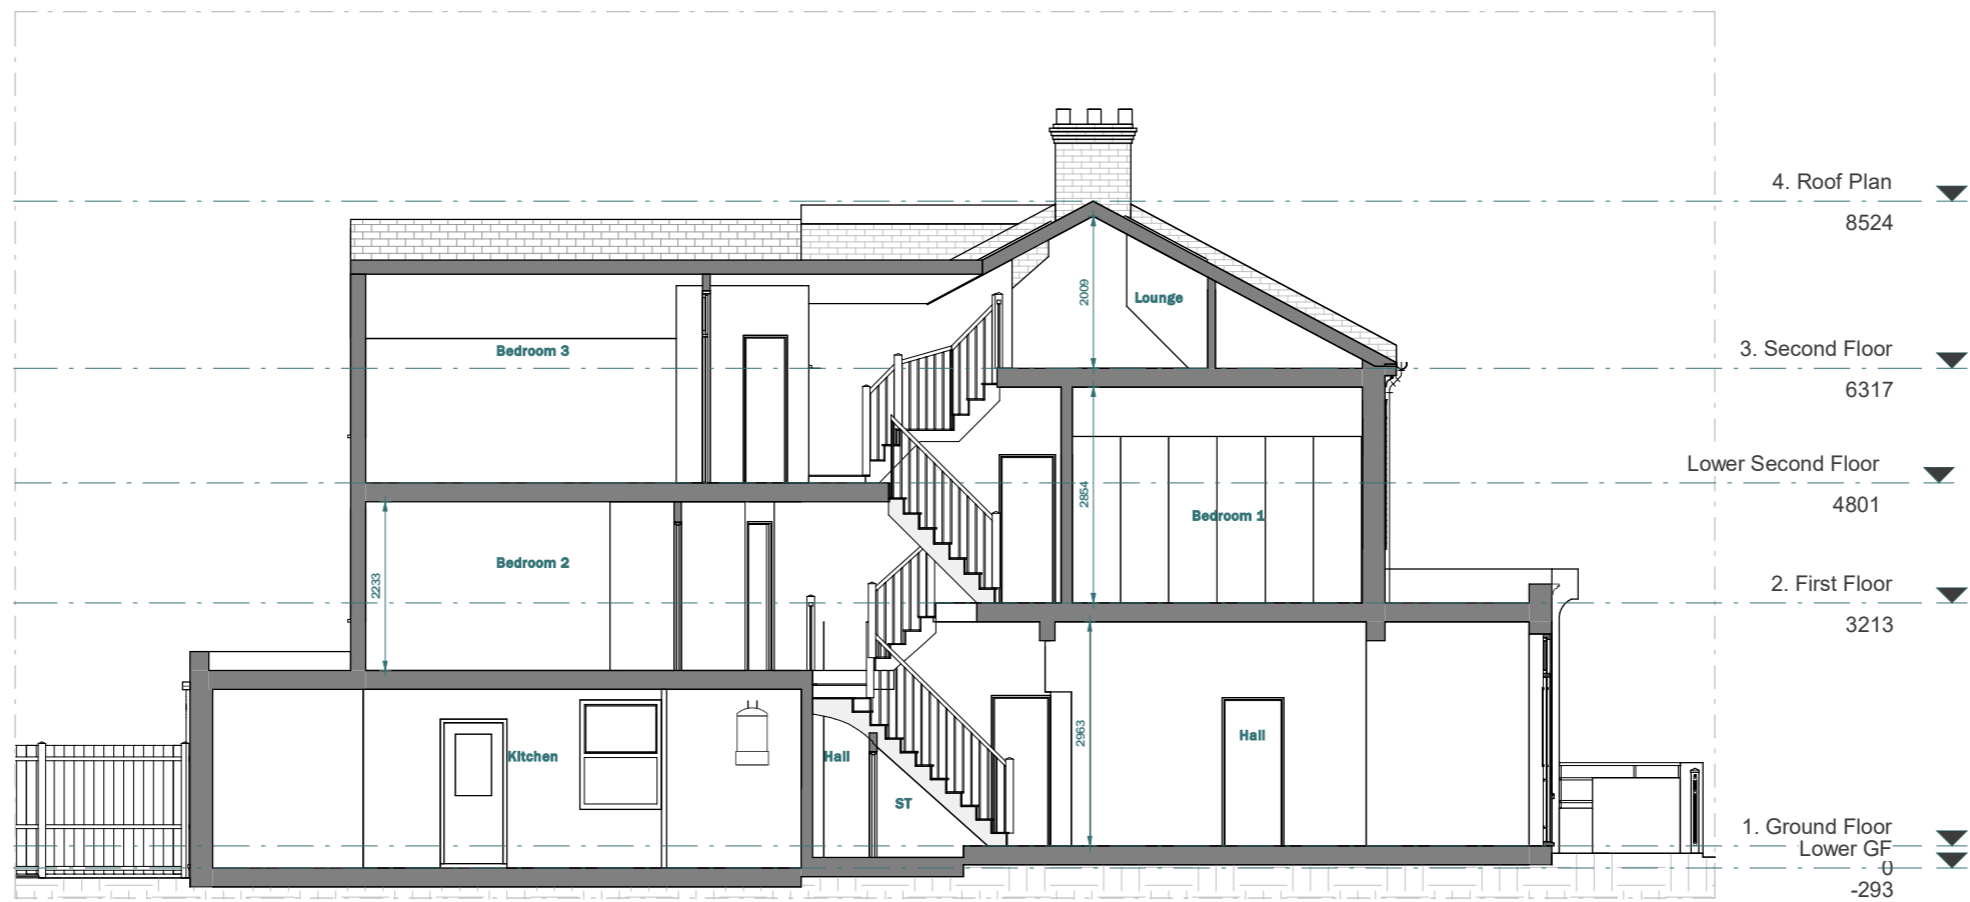 4. Roof Plan
8524
2009
Lounge
3. Second Floor
Bedroom 3
6317
Lower Second Floor
2854
4801
Bedroom 1
Bedroom 2
2233
2. First Floor
3213
2963
Hall
Kitchen
Hall
ST
1. Ground Floor
Lower GF
0
-293